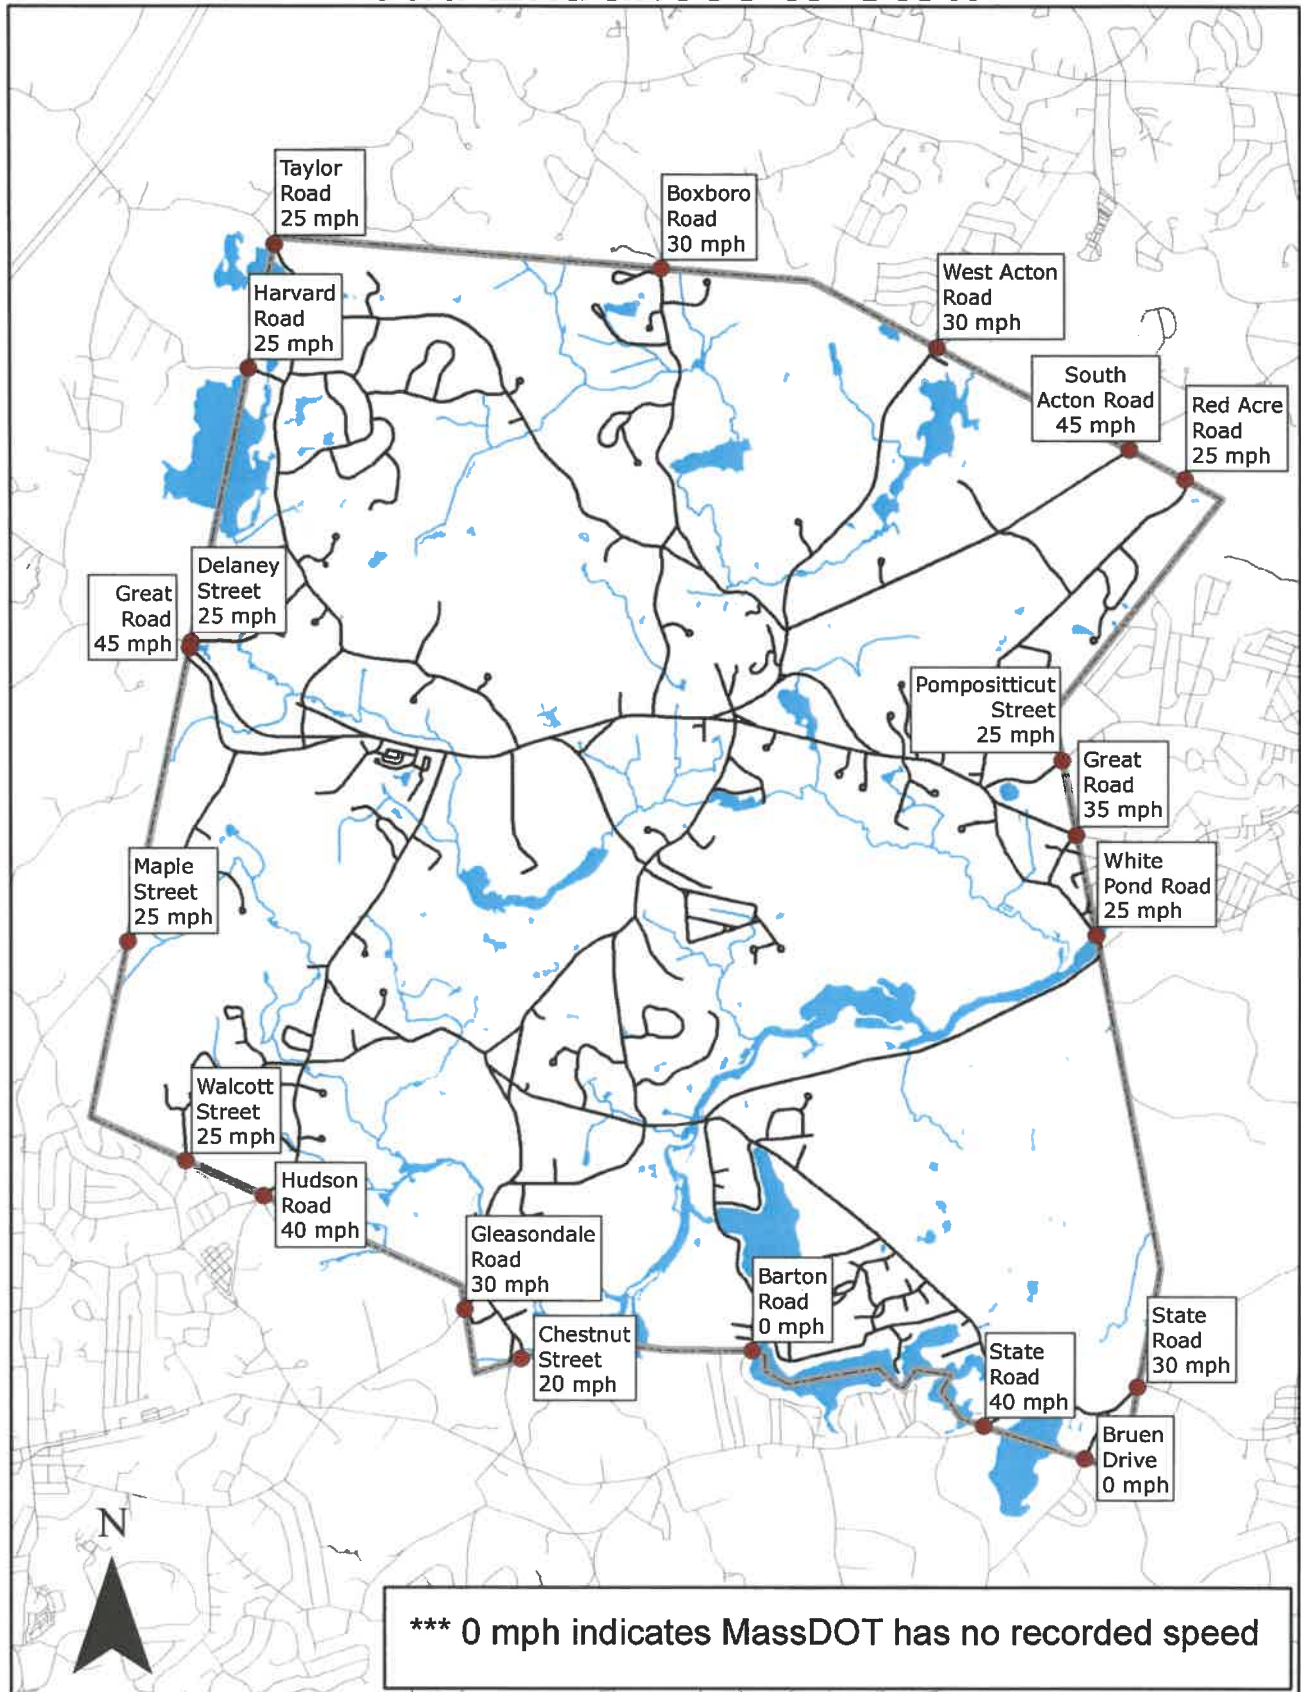 Taylor
Road
25 mph
Boxboro
Road
30 mph
West Acton
Road
30 mph
Harvard
Road
25 mph
South
Acton Road
45 mph
Red Acre
Road
25 mph
Delaney
Street
25 mph
Great
Road
45 mph
Pompositticut
Street
25 mph
Great
Road
35 mph
White
Pond Road
25 mph
Maple
Street
25 mph
Walcott
Street
25 mph
Hudson
Road
40 mph
Gleasondale
Road
30 mph
Barton
Road
0 mph
Chestnut
Street
20 mph
State
Road
30 mph
State
Road
40 mph
Bruen
Drive
0 mph
N
*** 0 mph indicates MassDOT has no recorded speed